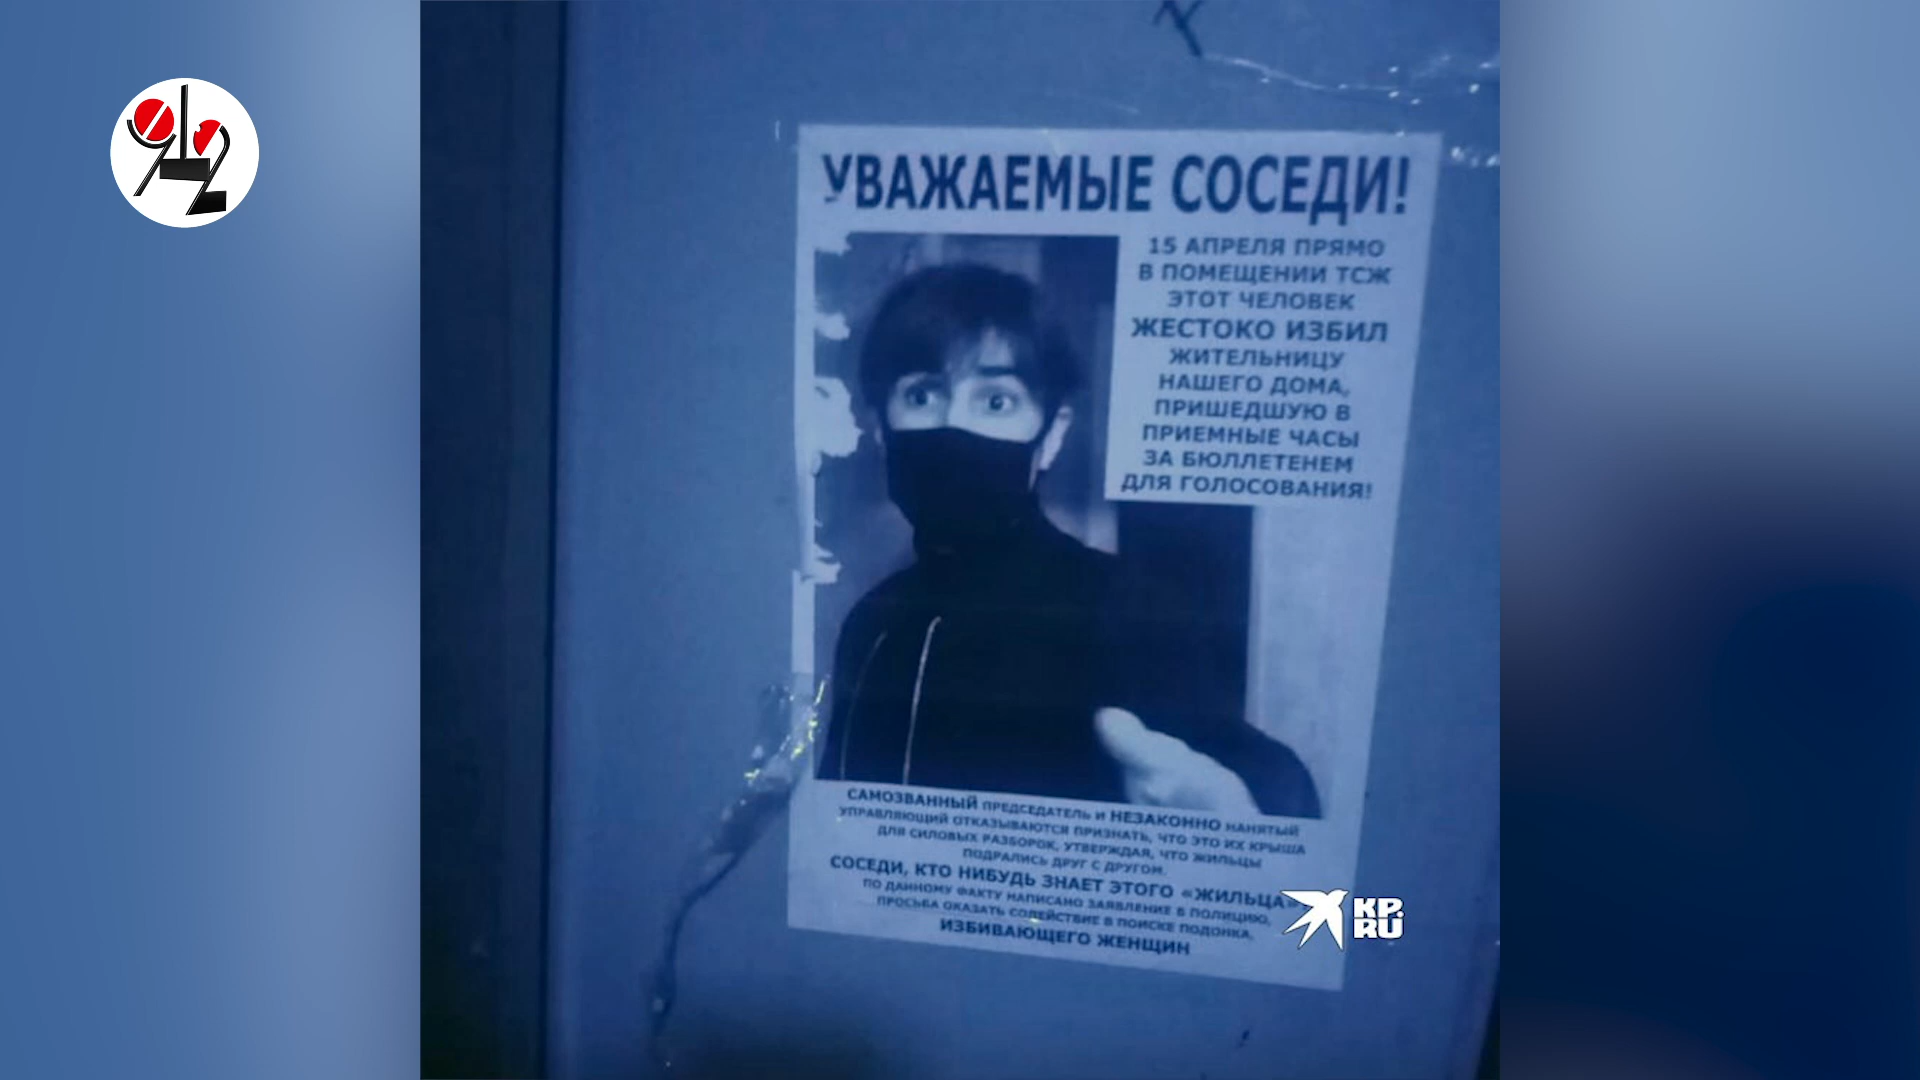 УВАЖАЕМЫЕ СОСЕДИ!
15 АПРЕЛЯ ПРЯМО
В ПОМЕЩЕНИИ ТСЖ
ЭТОТ ЧЕЛОВЕК
ЖЕСТОКО ИЗБИЛ
ЖИТЕЛЬНИЦУ
НАШЕГО ДОМА,
ПРИШЕДШУЮ В
ПРИЕМНЫЕ ЧАСЫ
ЗА БЮЛЛЕТЕНЕМ
ДЛЯ ГОЛОСОВАНИЯ!
САМОЗВАННЫЙ ПРЕДСЕДАТЕЛЬ И НЕЗАКОННО НАНЯТЫЙ
УПРАВЛЯЮЩИЙ ОТКАЗЫВАЮТСЯ ПРИЗНАТЬ, ЧТО ЭТО ИХ КРЫША
ДЛЯ СИЛОВЫХ РАЗБОРОК, УТВЕРЖДАЯ, ЧТО ЖИЛЬЦЫ
ПОДРАЛИСЬ ДРУГ С ДРУГОМ.
СОСЕДИ, КТО НИБУДЬ ЗНАЕТ ЭТОГО «ЖИЛЬЦА»
ПО ДАННОМУ ФАКТУ НАПИСАНО ЗАЯВЛЕНИЕ В ПОЛИЦИЮ,
ПРОСЬБА ОКАЗАТЬ СОДЕЙСТВИЕ В ПОИСКЕ ПОДОНКА,
ИЗБИВАЮЩЕГО ЖЕНЩИН
KP.
RU
912